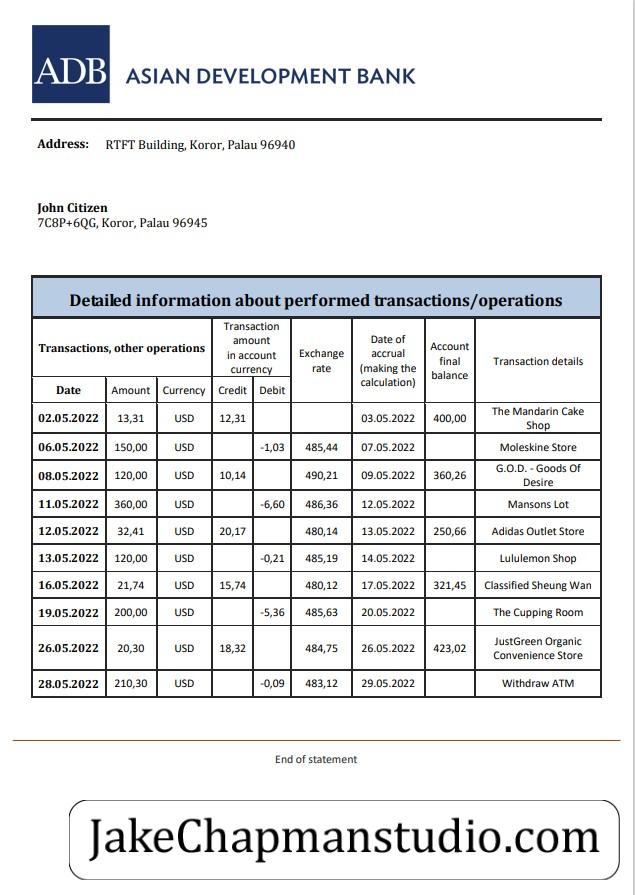 ADB
ASIAN DEVELOPMENT BANK
Address: RTFT Building, Koror, Palau 96940
John Citizen
7C8P+6QG, Koror, Palau 96945
Detailed information about performed transactions/operations
Transactions, other operations
Transaction
amount
in account
currency
Exchange
rate
Date of
accrual
(making the
calculation)
Account
final
balance
Transaction details
Date Amount Currency Credit Debit
02.05.2022 13,31 USD 12,31 03.05.2022 400,00 The Mandarin Cake
Shop
06.05.2022 150,00 USD -1,03 485,44 07.05.2022 Moleskine Store
08.05.2022 120,00 USD 10,14 490,21 09.05.2022 360,26 G.O.D. - Goods Of
Desire
11.05.2022 360,00 USD -6,60 486,36 12.05.2022 Mansons Lot
12.05.2022 32,41 USD 20,17 480,14 13.05.2022 250,66 Adidas Outlet Store
13.05.2022 120,00 USD -0,21 485,19 14.05.2022 Lululemon Shop
16.05.2022 21,74 USD 15,74 480,12 17.05.2022 321,45 Classified Sheung Wan
19.05.2022 200,00 USD -5,36 485,63 20.05.2022 The Cupping Room
26.05.2022 20,30 USD 18,32 484,75 26.05.2022 423,02 JustGreen Organic
Convenience Store
28.05.2022 210,30 USD -0,09 483,12 29.05.2022 Withdraw ATM
End of statement
JakeChapmanstudio.com